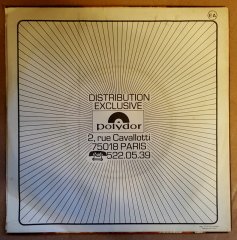 DISTRIBUTION
EXCLUSIVE
Polydor
2, rue Cavallotti
75018 PARIS
522.05.39